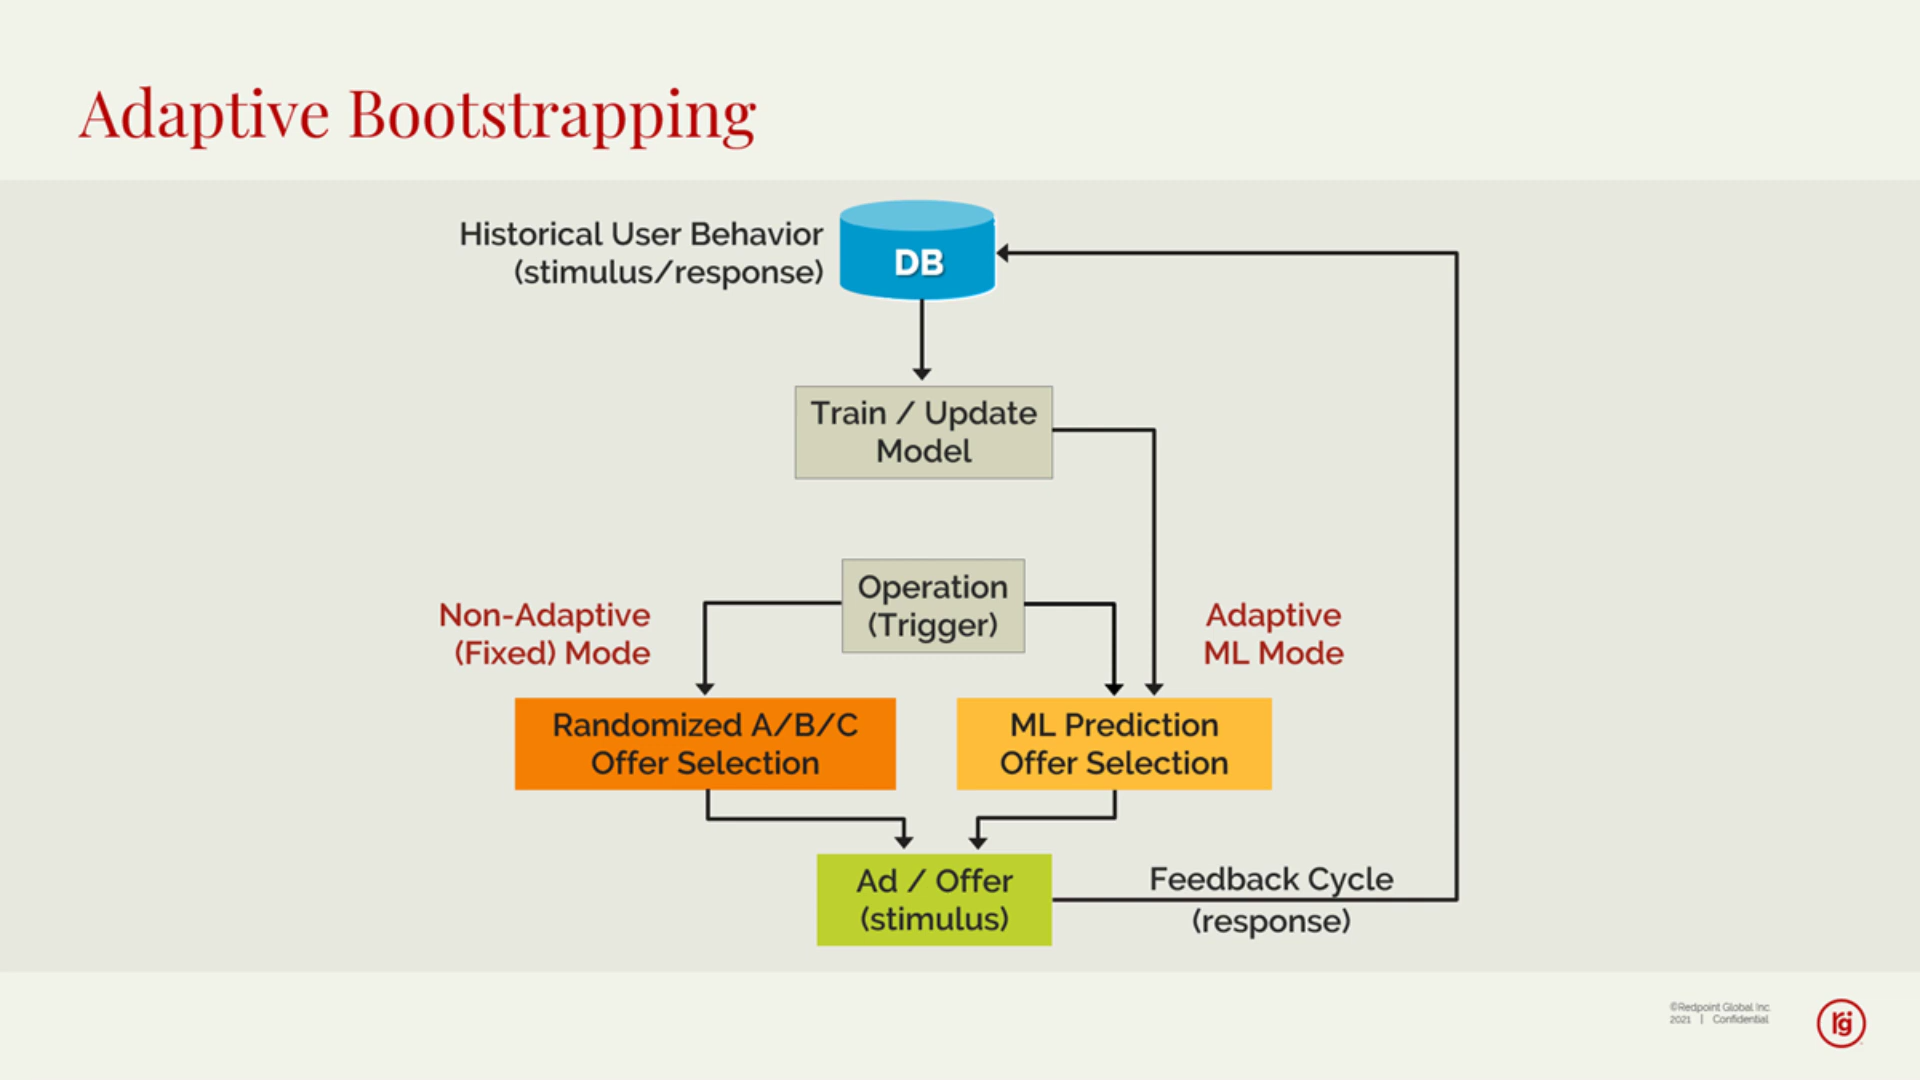 Adaptive Bootstrapping
Historical User Behavior
(stimulus/response)
DB
Train / Update
Model
Operation
(Trigger)
Non-Adaptive
(Fixed) Mode
Adaptive
ML Mode
Randomized A/B/C
Offer Selection
ML Prediction
Offer Selection
Ad / Offer
(stimulus)
Feedback Cycle
(response)
©Redpoint Global Inc.
2021 | Confidential
rg